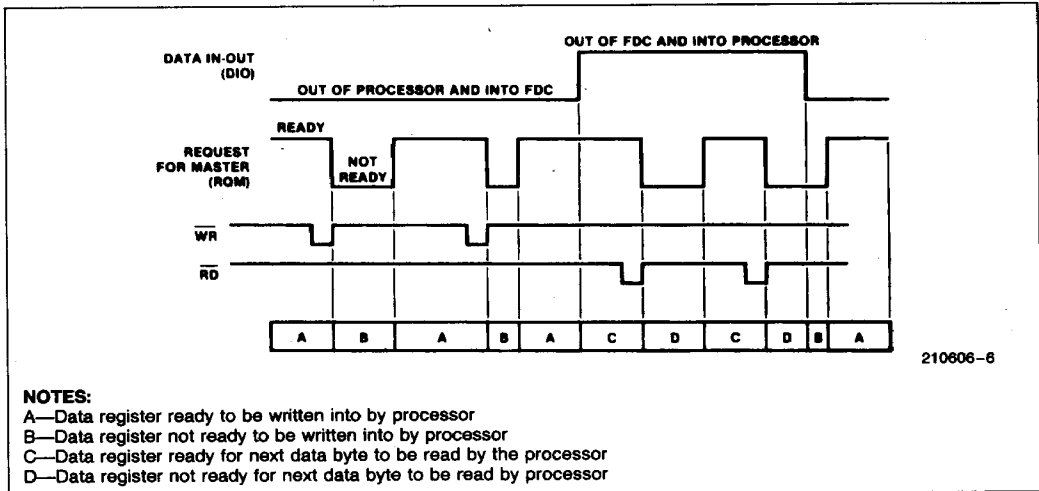 OUT OF FDC AND INTO PROCESSOR
DATA IN-OUT
(DIO)
OUT OF PROCESSOR AND INTO FDC
READY
REQUEST
FOR MASTER
(ROM)
NOT
READY
WR
RD
A B A B A C D C D B A
210606-6
NOTES:
A—Data register ready to be written into by processor
B—Data register not ready to be written into by processor
C—Data register ready for next data byte to be read by the processor
D—Data register not ready for next data byte to be read by processor